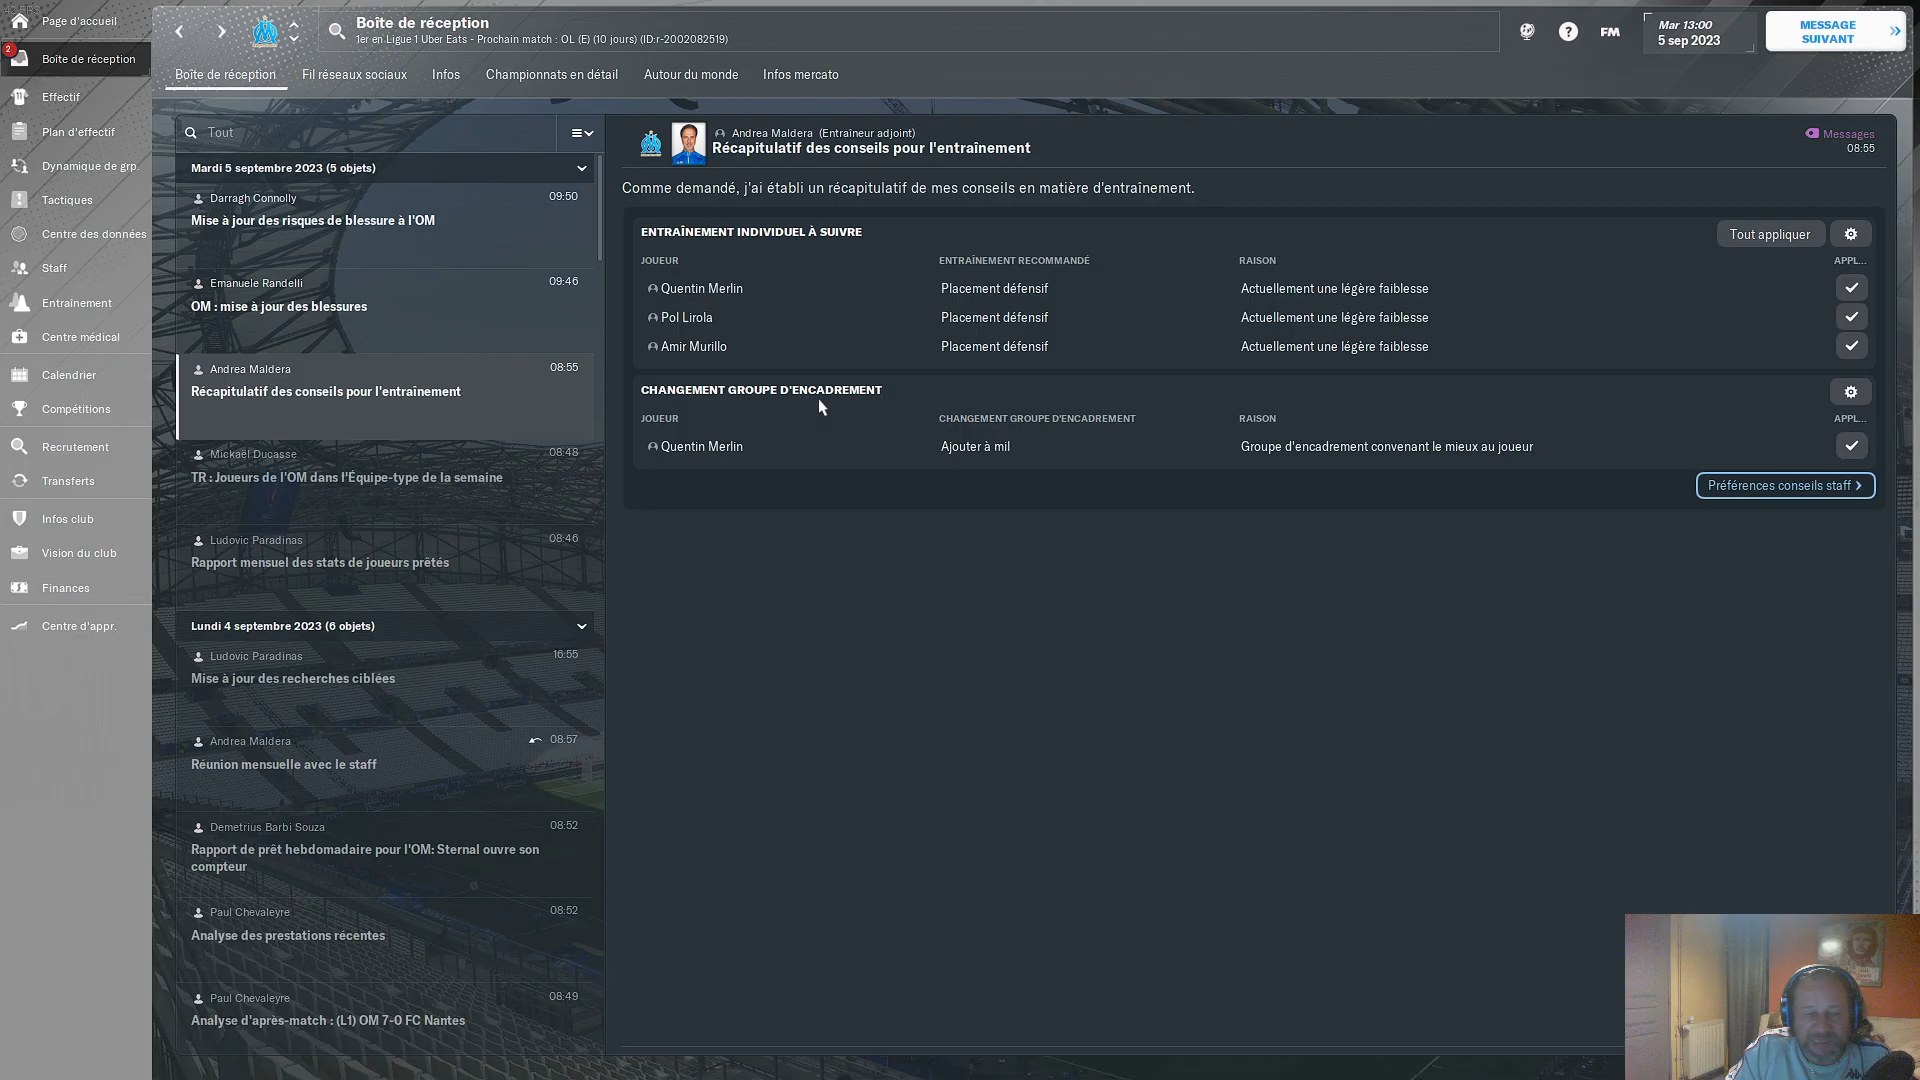 Page d'accueil
2
Boîte de réception
Effectif
Plan d'effectif
Dynamique de grp.
Tactiques
Centre des données
Staff
Entraînement
Centre médical
Calendrier
Compétitions
Recrutement
Transferts
Infos club
Vision du club
Finances
Centre d'appr.
Boîte de réception
1er en Ligue 1 Uber Eats - Prochain match : OL (E) (10 jours) (ID:r-2002082519)
FM
Mar 13:00
5 sep 2023
MESSAGE SUIVANT
Boîte de réception
Fil réseaux sociaux
Infos
Championnats en détail
Autour du monde
Infos mercato
Tout
Mardi 5 septembre 2023 (5 objets)
Darragh Connolly 09:50
Mise à jour des risques de blessure à l'OM
Emanuele Randelli 09:46
OM : mise à jour des blessures
Andrea Maldera 08:55
Récapitulatif des conseils pour l'entraînement
Mickaël Ducasse 08:48
TR : Joueurs de l'OM dans l'Équipe-type de la semaine
Ludovic Paradinas 08:46
Rapport mensuel des stats de joueurs prêtés
Lundi 4 septembre 2023 (6 objets)
Ludovic Paradinas 16:55
Mise à jour des recherches ciblées
Andrea Maldera 08:57
Réunion mensuelle avec le staff
Demetrius Barbi Souza 08:52
Rapport de prêt hebdomadaire pour l'OM: Sternal ouvre son
compteur
Paul Chevaleyre 08:52
Analyse des prestations récentes
Paul Chevaleyre 08:49
Analyse d'après-match : (L1) OM 7-0 FC Nantes
Andrea Maldera (Entraîneur adjoint)
Récapitulatif des conseils pour l'entraînement
Messages
08:55
Comme demandé, j'ai établi un récapitulatif de mes conseils en matière d'entraînement.
ENTRAÎNEMENT INDIVIDUEL À SUIVRE
Tout appliquer
JOUEUR ENTRAÎNEMENT RECOMMANDÉ RAISON APPL...
Quentin Merlin Placement défensif Actuellement une légère faiblesse
Pol Lirola Placement défensif Actuellement une légère faiblesse
Amir Murillo Placement défensif Actuellement une légère faiblesse
CHANGEMENT GROUPE D'ENCADREMENT
JOUEUR CHANGEMENT GROUPE D'ENCADREMENT RAISON APPL...
Quentin Merlin Ajouter à mil Groupe d'encadrement convenant le mieux au joueur
Préférences conseils staff